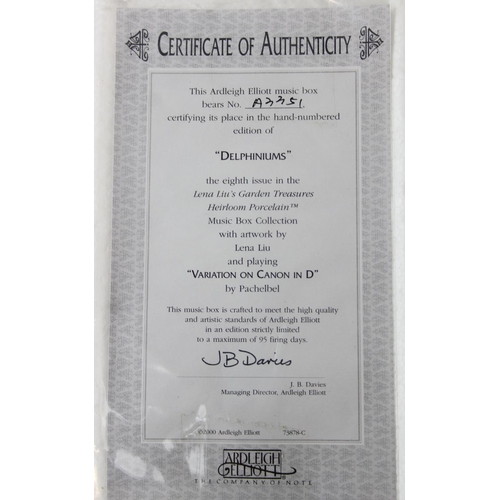 CERTIFICATE OF AUTHENTICITY
This Ardleigh Elliott music box
bears No. A3351,
certifying its place in the hand-numbered
edition of
"DELPHINIUMS"
the eighth issue in the
Lena Liu's Garden Treasures
Heirloom Porcelain™
Music Box Collection
with artwork by
Lena Liu
and playing
"VARIATION ON CANON IN D"
by Pachelbel
This music box is crafted to meet the high quality
and artistic standards of Ardleigh Elliott
in an edition strictly limited
to a maximum of 95 firing days.
J B Davies
J. B. Davies
Managing Director, Ardleigh Elliott
©2000 Ardleigh Elliott 73878-C
ARDLEIGH
ELLIOTT®
THE COMPANY OF NOTE